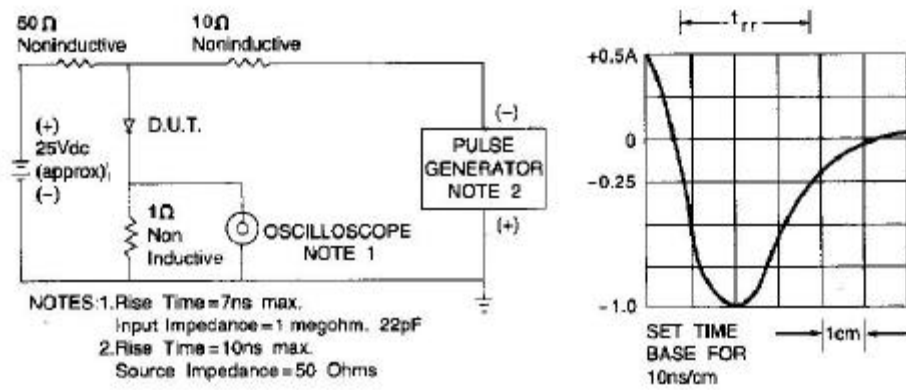 50Ω
Noninductive
10Ω
Noninductive
(+)
25Vdc
(approx)
(-)
D.U.T.
1Ω
Non
Inductive
OSCILLOSCOPE
NOTE 1
(-)
PULSE
GENERATOR
NOTE 2
(+)
NOTES:1.Rise Time=7ns max.
Input Impedance=1 megohm. 22pF
2.Rise Time=10ns max.
Source Impedance=50 Ohms
trr
+0.5A
0
-0.25
-1.0
SET TIME
BASE FOR
10ns/cm
1cm